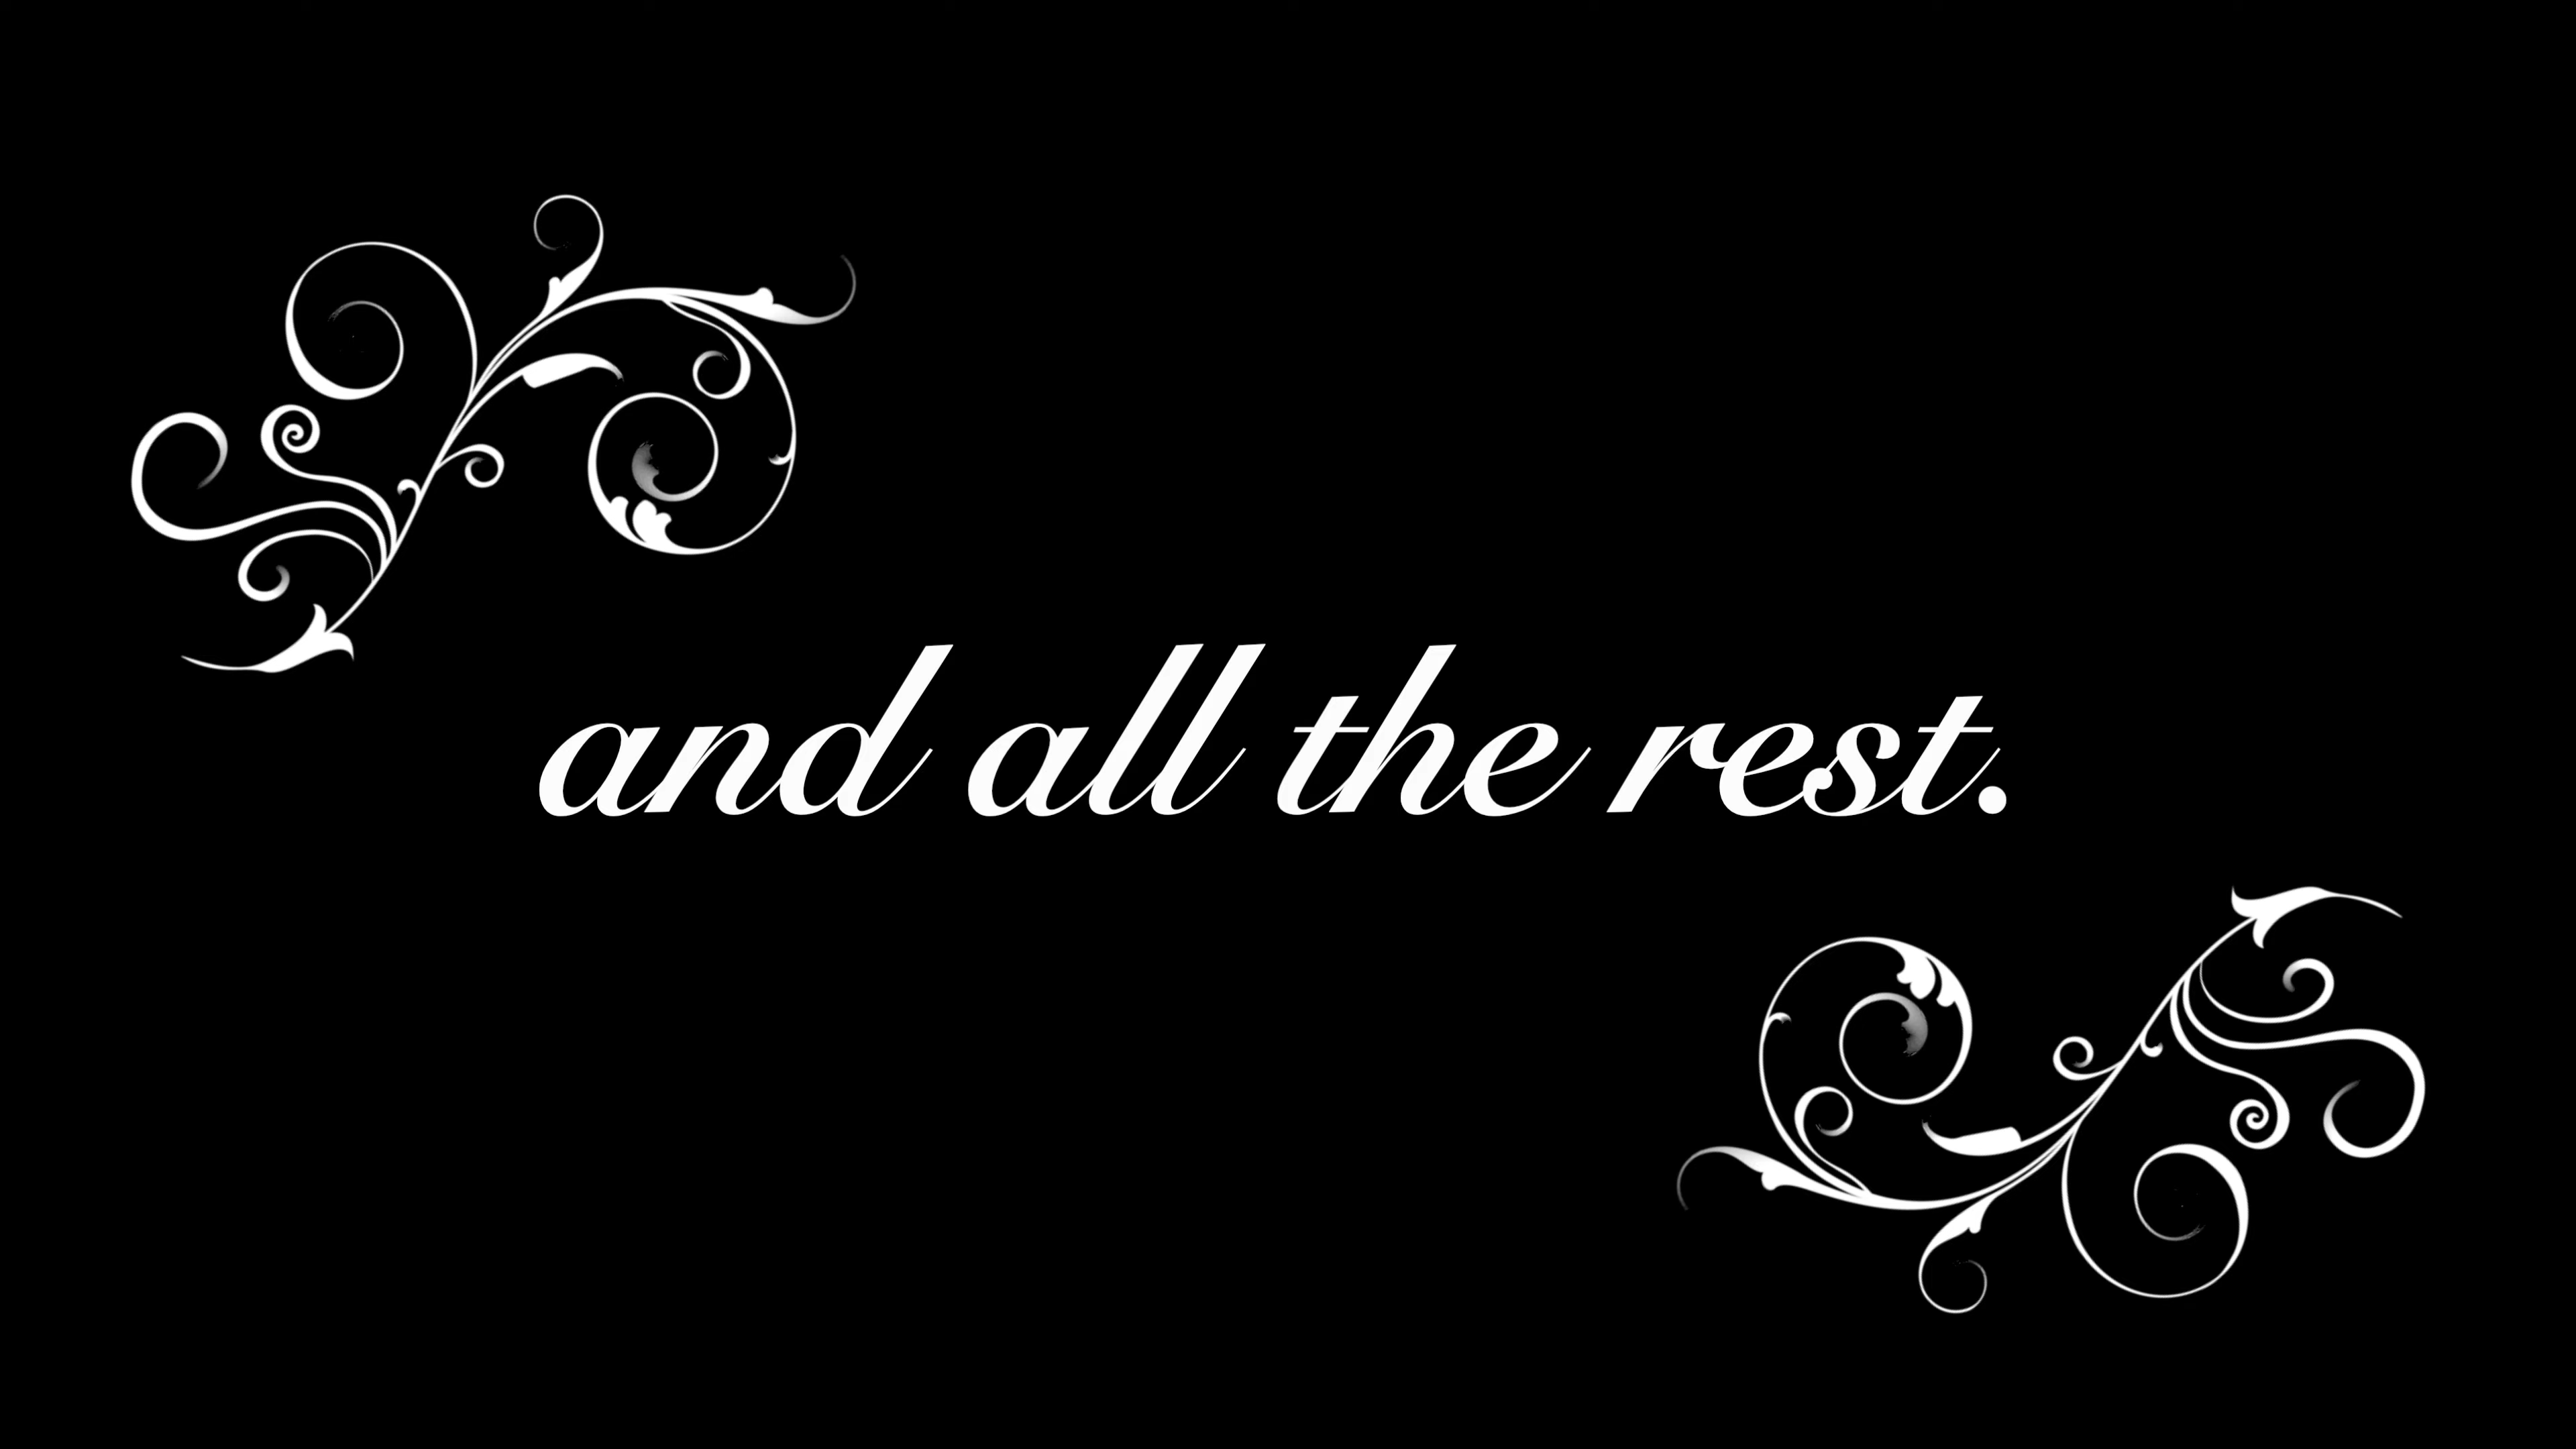 and all the rest.